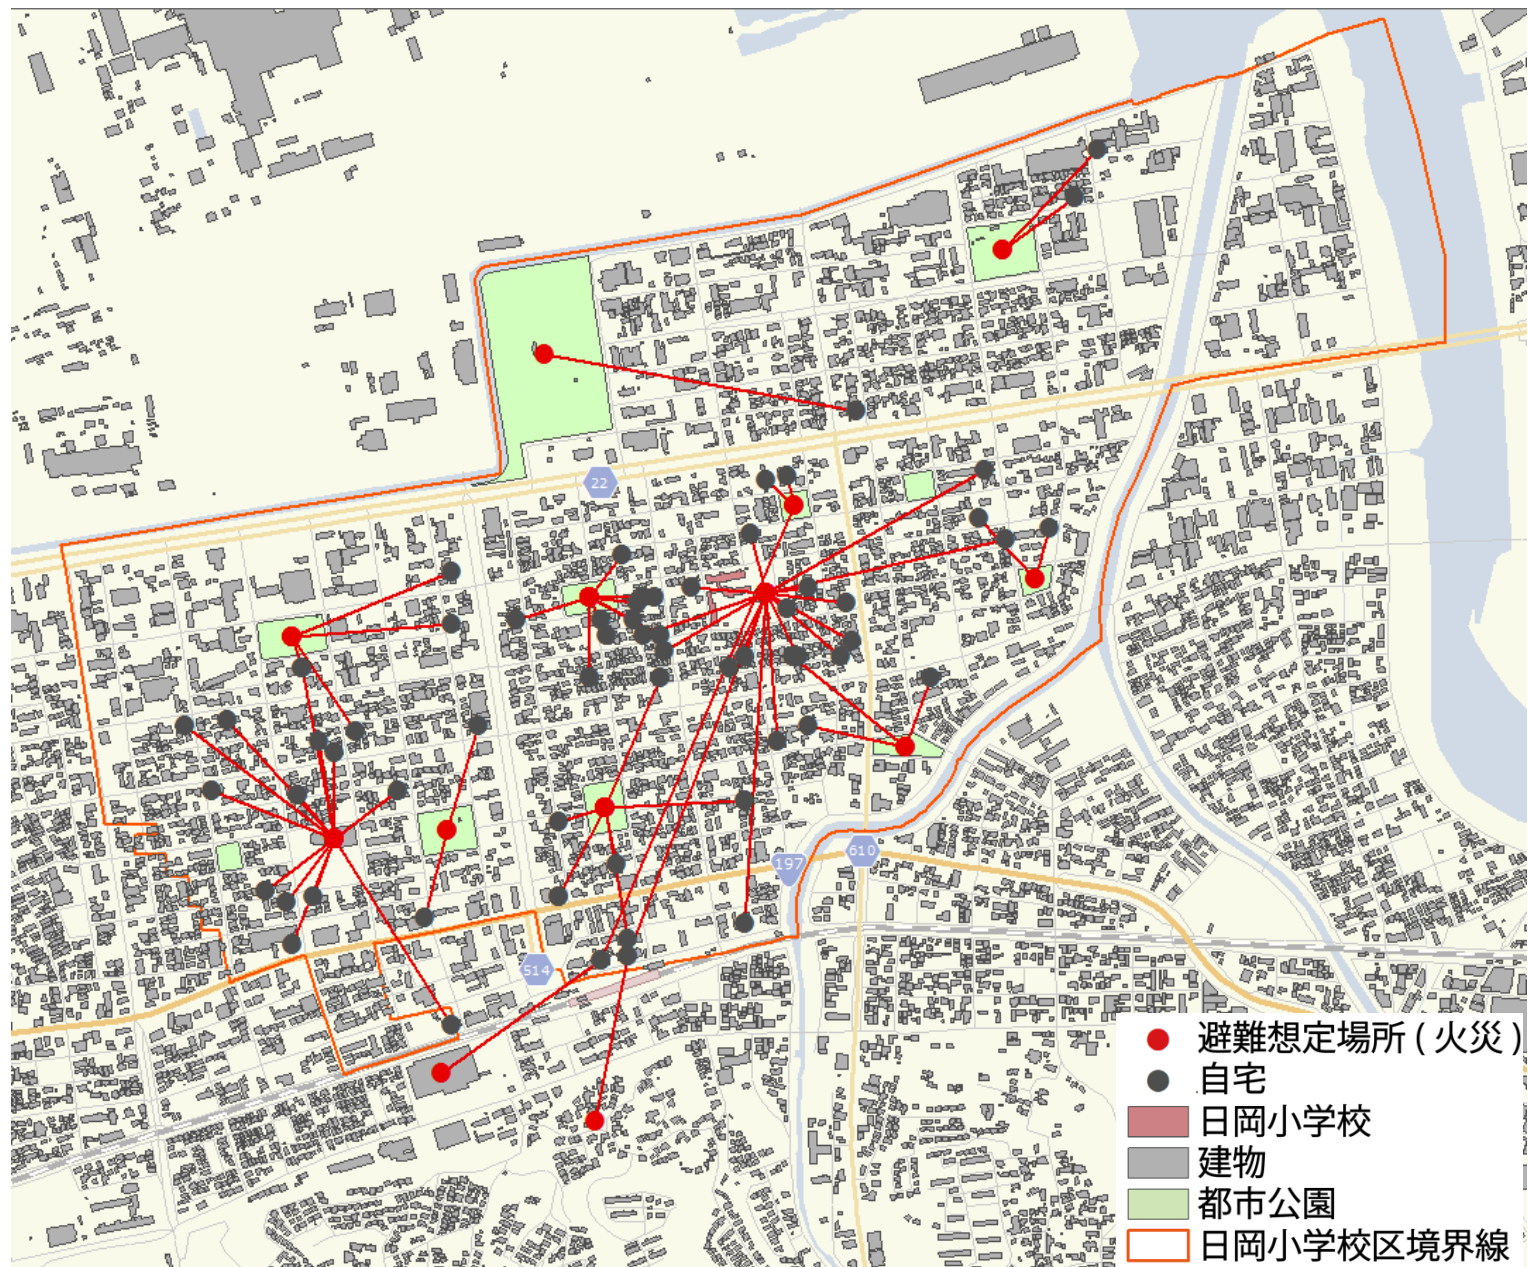 22
197
610
514
避難想定場所 ( 火災 )
自宅
日岡小学校
建物
都市公園
日岡小学校区境界線